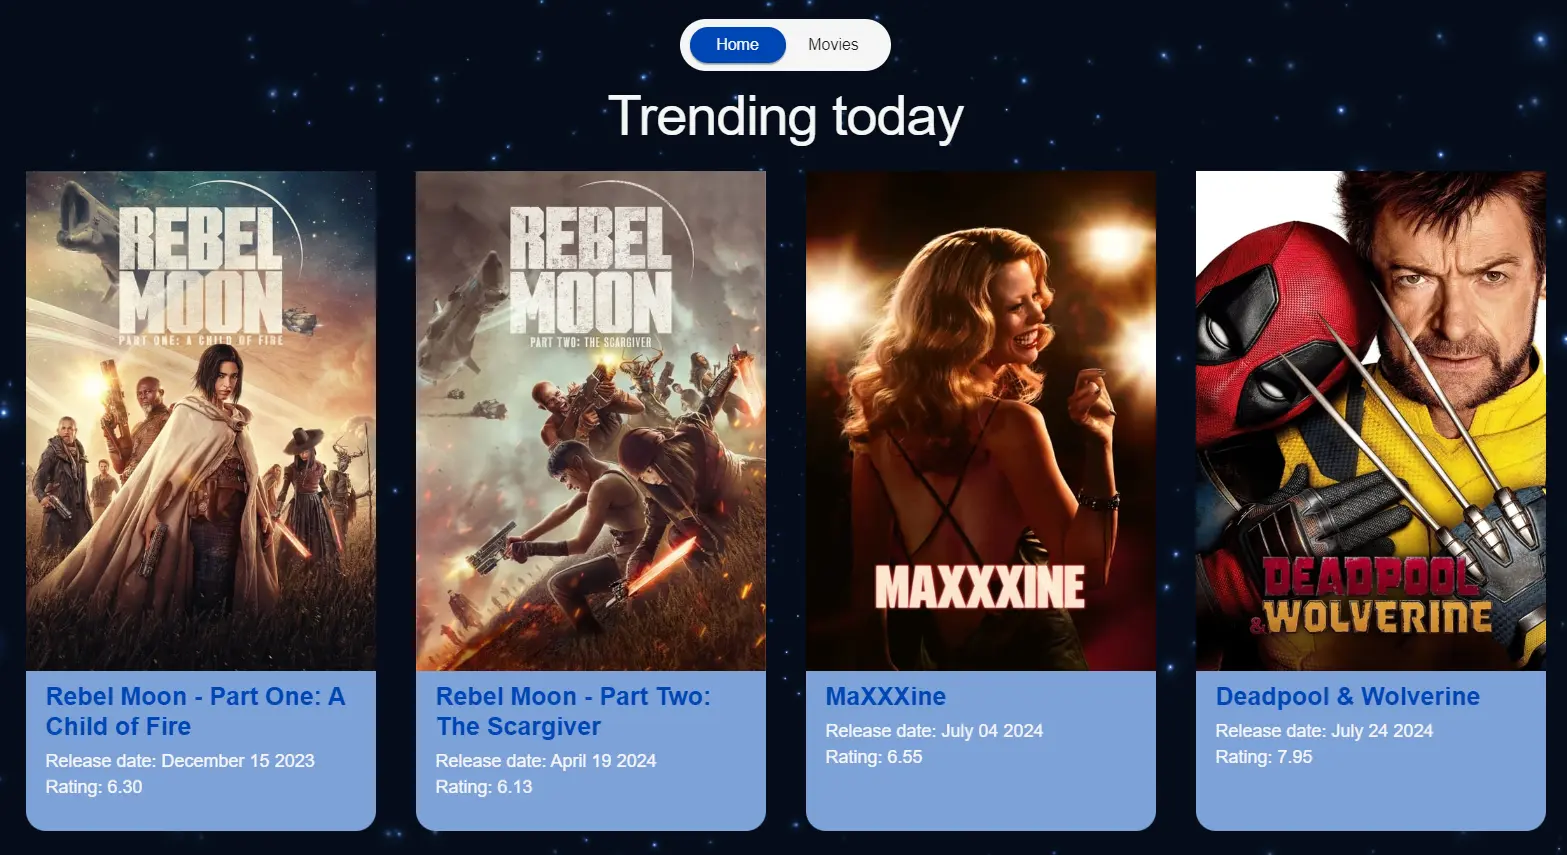 Home Movies
Trending today
REBEL
MOON
PART ONE: A CHILD OF FIRE
REBEL
MOON
PART TWO: THE SCARGIVER
MAXXXINE
DEADPOOL
& WOLVERINE
Rebel Moon - Part One: A
Child of Fire
Release date: December 15 2023
Rating: 6.30
Rebel Moon - Part Two:
The Scargiver
Release date: April 19 2024
Rating: 6.13
MaXXXine
Release date: July 04 2024
Rating: 6.55
Deadpool & Wolverine
Release date: July 24 2024
Rating: 7.95